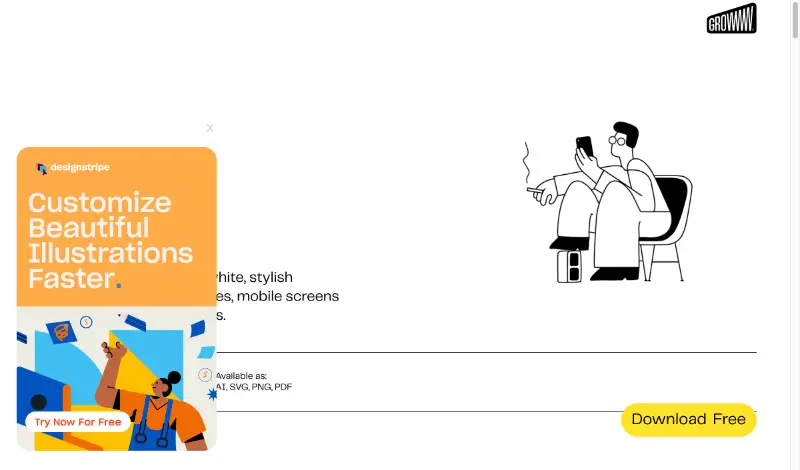 GROWWW
X
designstripe
Customize
Beautiful
Illustrations
Faster.
white, stylish
es, mobile screens
s.
Available as:
AI, SVG, PNG, PDF
Try Now For Free
Download Free